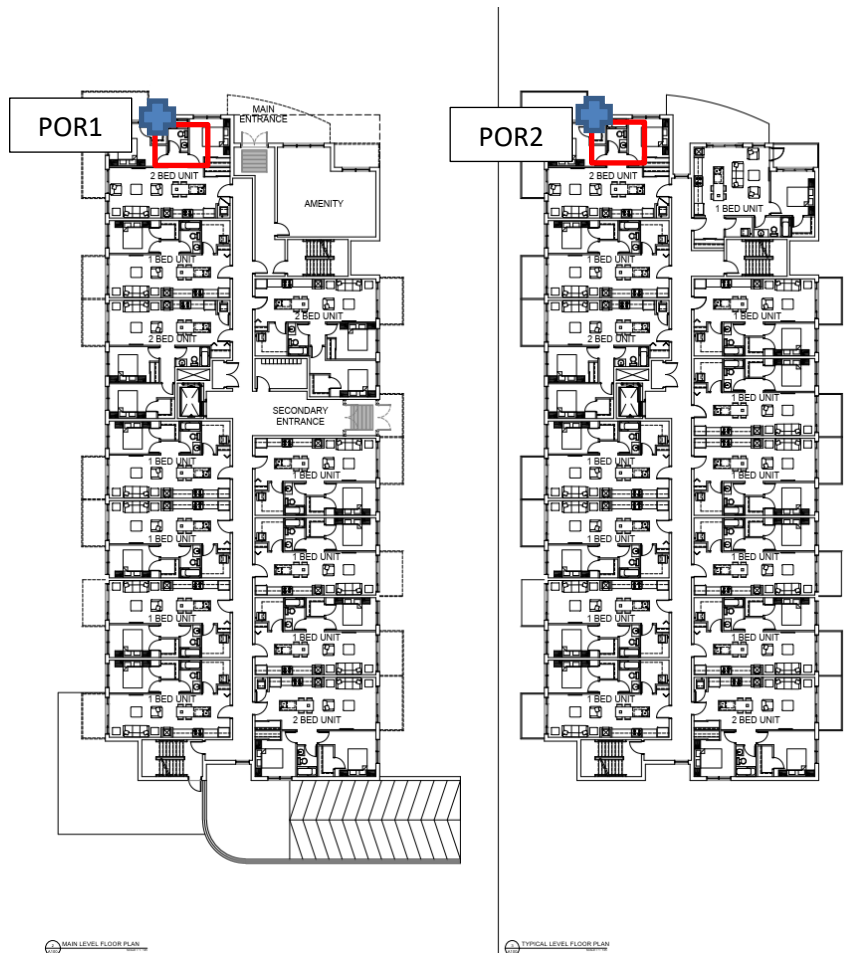 POR1
MAIN
ENTRANCE
2 BED UNIT
AMENITY
1 BED UNIT
1 BED UNIT
2 BED UNIT
2 BED UNIT
SECONDARY
ENTRANCE
1 BED UNIT
1 BED UNIT
1 BED UNIT
1 BED UNIT
1 BED UNIT
1 BED UNIT
1 BED UNIT
2 BED UNIT
MAIN LEVEL FLOOR PLAN
POR2
2 BED UNIT
1 BED UNIT
1 BED UNIT
1 BED UNIT
2 BED UNIT
1 BED UNIT
1 BED UNIT
1 BED UNIT
1 BED UNIT
1 BED UNIT
1 BED UNIT
1 BED UNIT
1 BED UNIT
2 BED UNIT
TYPICAL LEVEL FLOOR PLAN